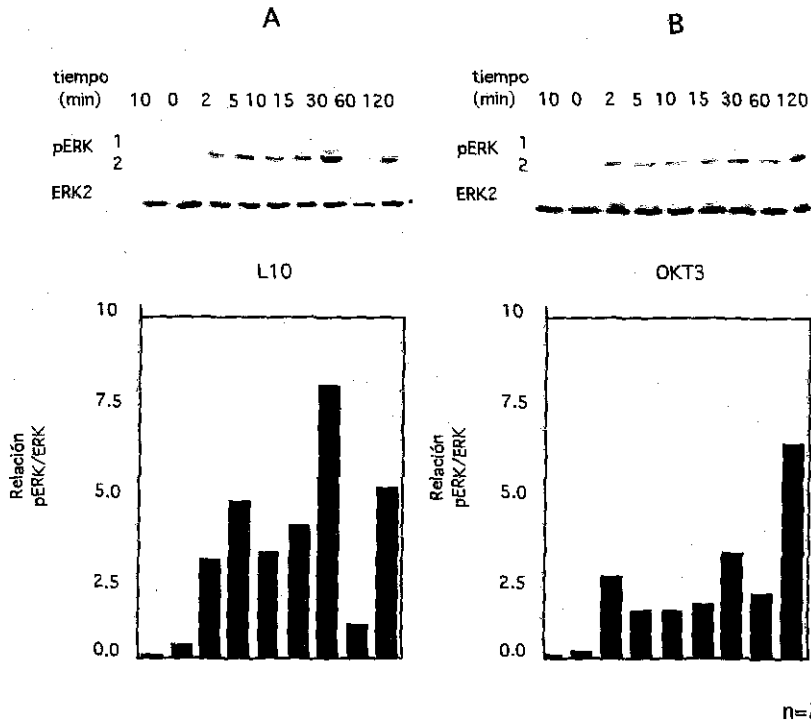 A
tiempo
(min) 10 0 2 5 10 15 30 60 120
pERK 1
2
ERK2
L10
10
7.5
5.0
2.5
0.0
Relación
pERK/ERK
B
tiempo
(min) 10 0 2 5 10 15 30 60 120
pERK 1
2
ERK2
OKT3
10
7.5
5.0
2.5
0.0
Relación
pERK/ERK
n=